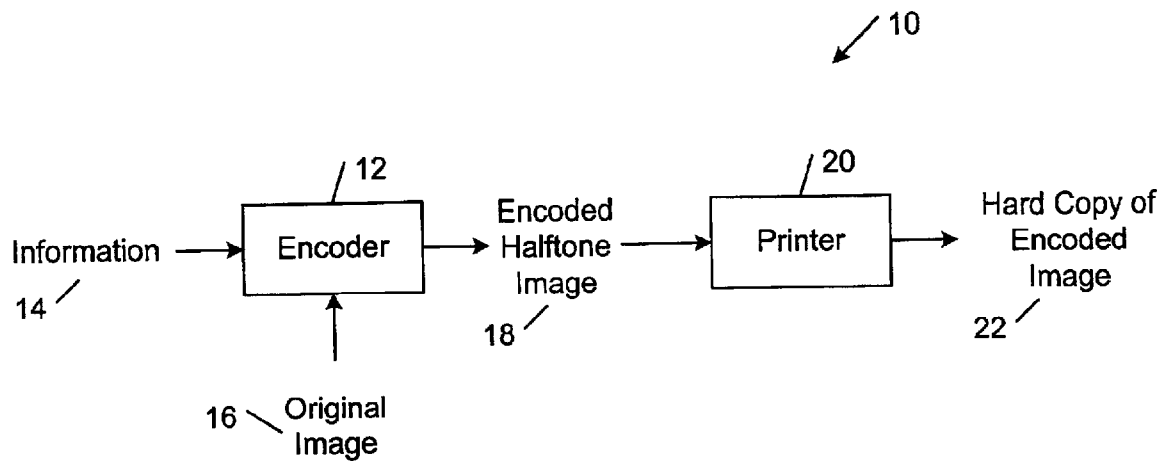 10
12
20
Information
14
Encoder
Encoded
Halftone
Image
18
Printer
Hard Copy of
Encoded
Image
22
16
Original
Image